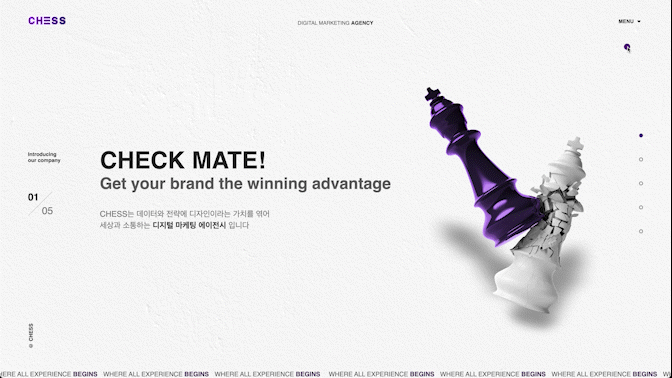 CHESS
DIGITAL MARKETING AGENCY
MENU
Introducing
our company
CHECK MATE!
Get your brand the winning advantage
01
05
CHESS는 데이터와 전략에 디자인이라는 가치를 엮어
세상과 소통하는 디지털 마케팅 에이전시 입니다
© CHESS
HERE ALL EXPERIENCE BEGINS WHERE ALL EXPERIENCE BEGINS WHERE ALL EXPERIENCE BEGINS WHERE ALL EXPERIENCE BEGINS WHERE ALL EXPERIENCE BEGINS WHERE ALL EXPERIENCE BEGINS W